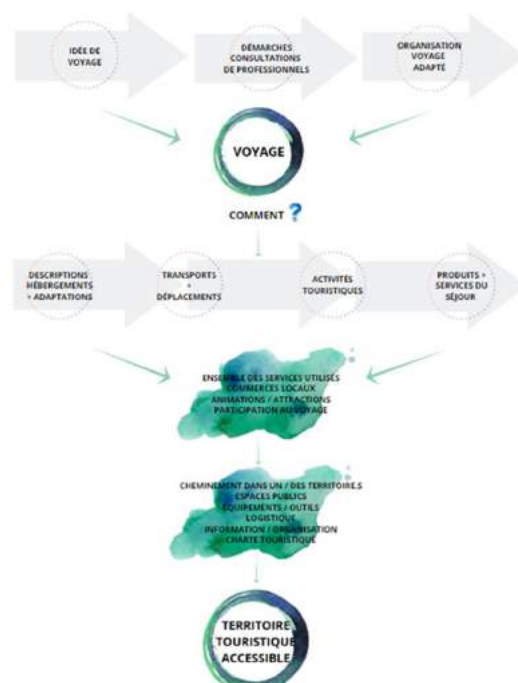 IDÉE DE
VOYAGE
DÉMARCHES
CONSULTATIONS
DE PROFESSIONNELS
ORGANISATION
VOYAGE
ADAPTÉ
VOYAGE
COMMENT ?
DESCRIPTIONS
HÉBERGEMENTS
+ ADAPTATIONS
TRANSPORTS
+
DÉPLACEMENTS
ACTIVITÉS
TOURISTIQUES
PRODUITS +
SERVICES DU
SÉJOUR
ENSEMBLE DES SERVICES UTILISÉS
COMMERCES LOCAUX
ANIMATIONS / ATTRACTIONS
PARTICIPATION AU VOYAGE
CHEMINEMENT DANS UN / DES TERRITOIRE.S
ESPACES PUBLICS
ÉQUIPEMENTS / OUTILS
LOGISTIQUE
INFORMATION / ORGANISATION
CHARTE TOURISTIQUE
TERRITOIRE
TOURISTIQUE
ACCESSIBLE